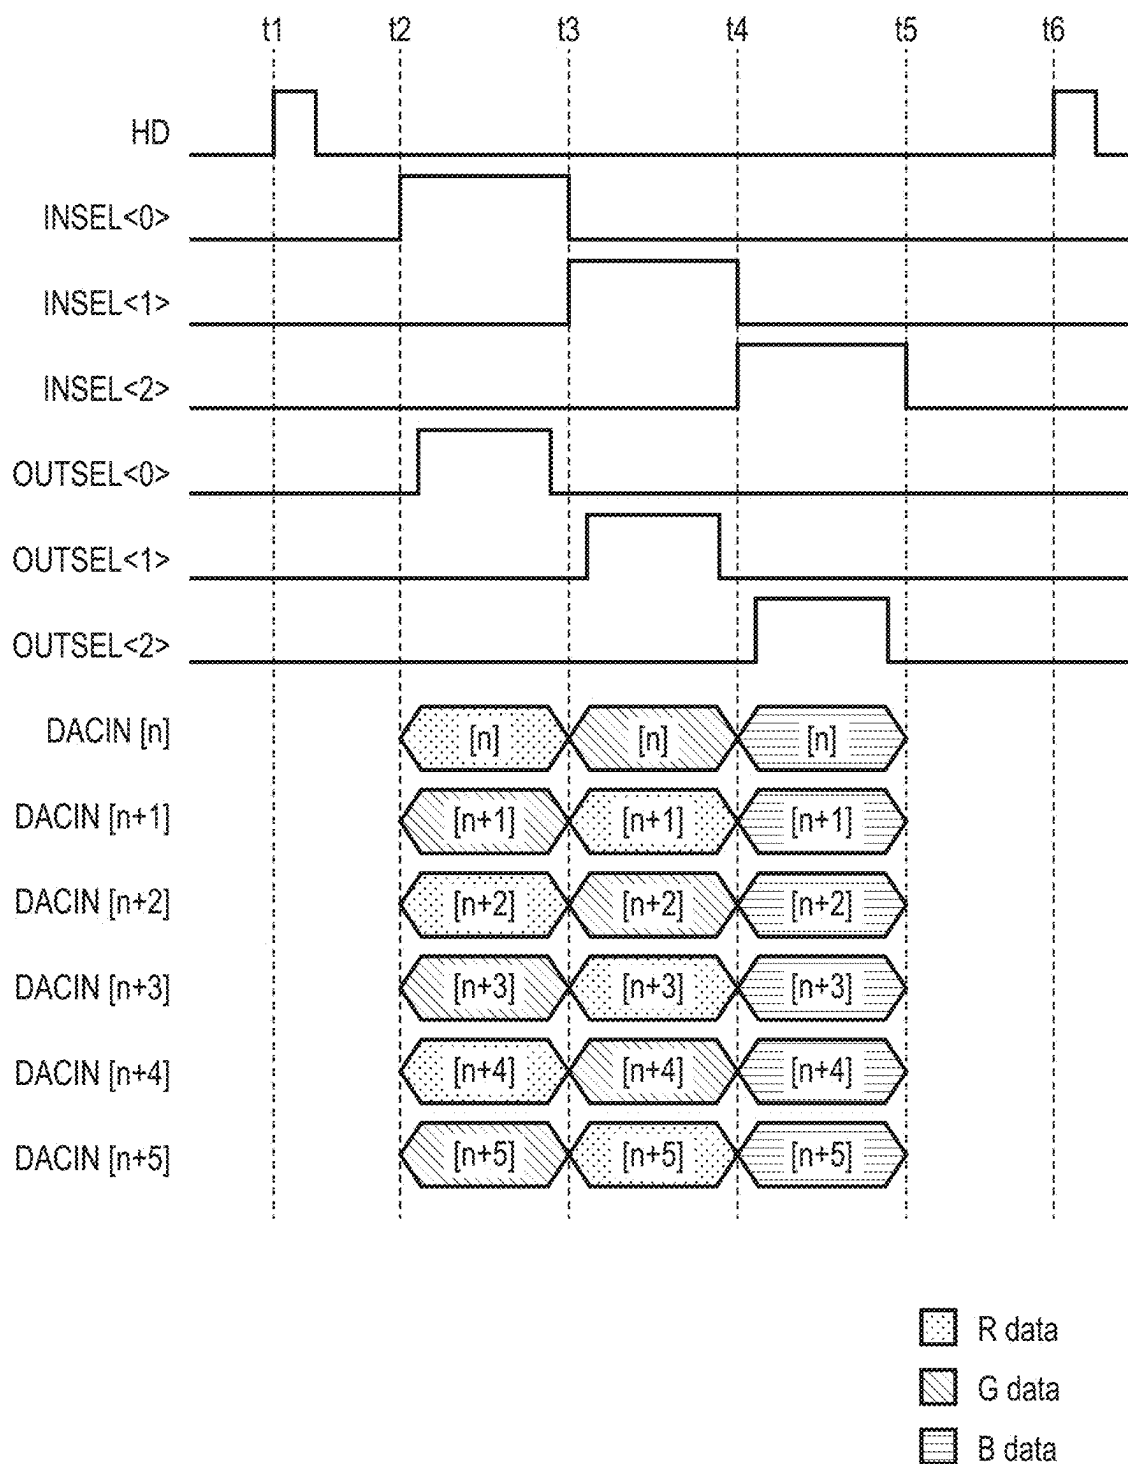 t1 t2 t3 t4 t5 t6
HD
INSEL<0>
INSEL<1>
INSEL<2>
OUTSEL<0>
OUTSEL<1>
OUTSEL<2>
DACIN [n] [n] [n] [n]
DACIN [n+1] [n+1] [n+1] [n+1]
DACIN [n+2] [n+2] [n+2] [n+2]
DACIN [n+3] [n+3] [n+3] [n+3]
DACIN [n+4] [n+4] [n+4] [n+4]
DACIN [n+5] [n+5] [n+5] [n+5]
R data
G data
B data